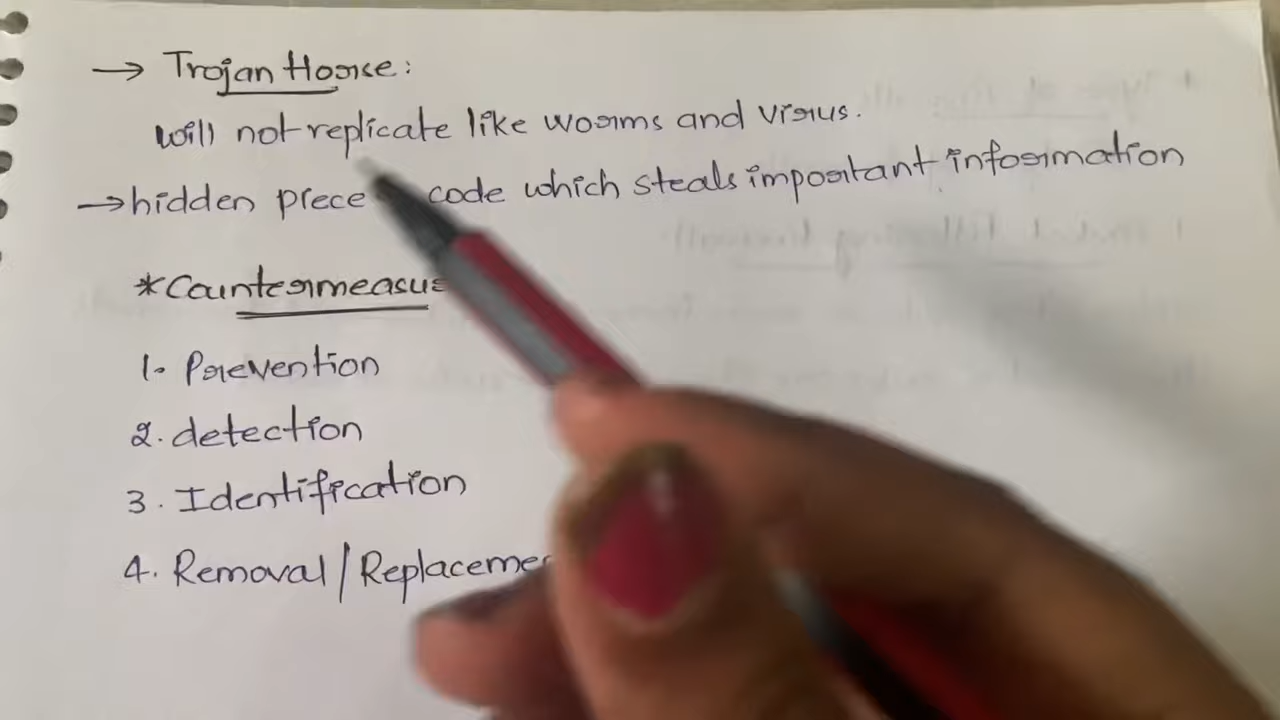 → Trojan Horse:
will not replicate like worms and virus.
→ hidden piece code which steals important information
* Countermeasu
1. Prevention
2. detection
3. Identification
4. Removal / Replacemen